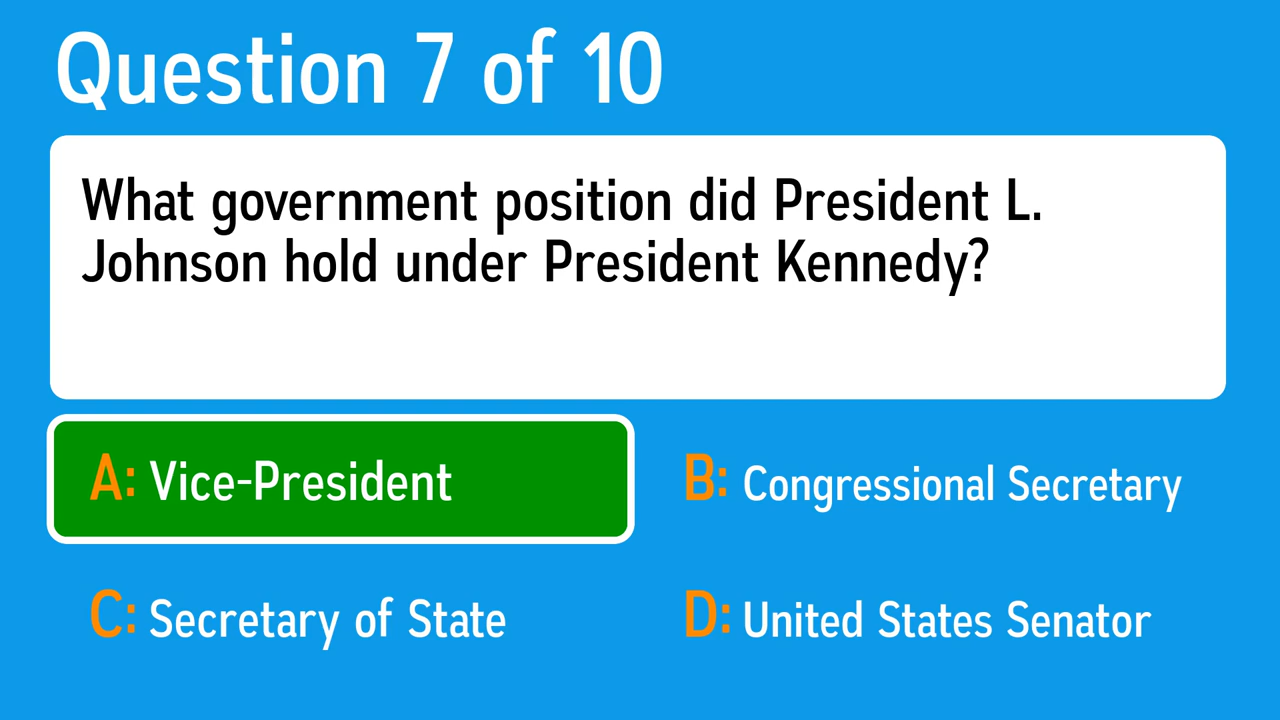 Question 7 of 10
What government position did President L.
Johnson hold under President Kennedy?
A: Vice-President
B: Congressional Secretary
C: Secretary of State
D: United States Senator